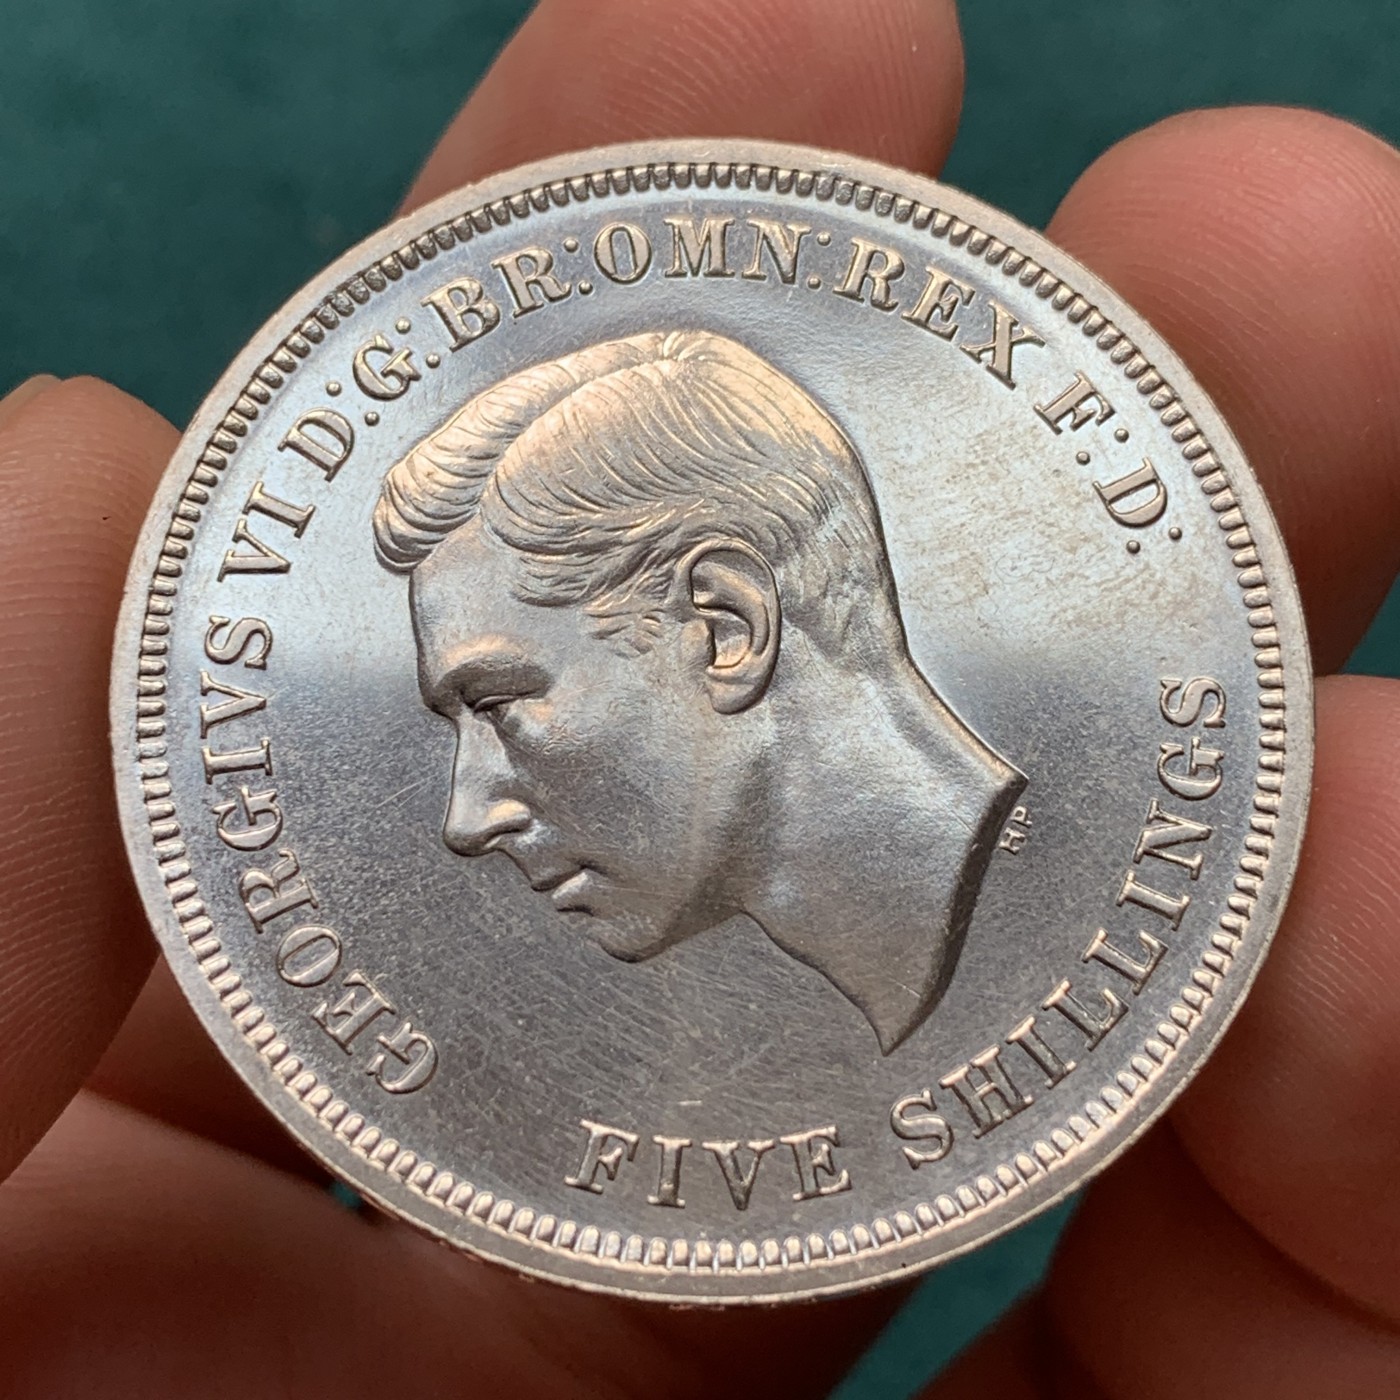 GEORGIVS VI D:G:BR:OMN:REX F:D:
FIVE SHILLINGS
HP